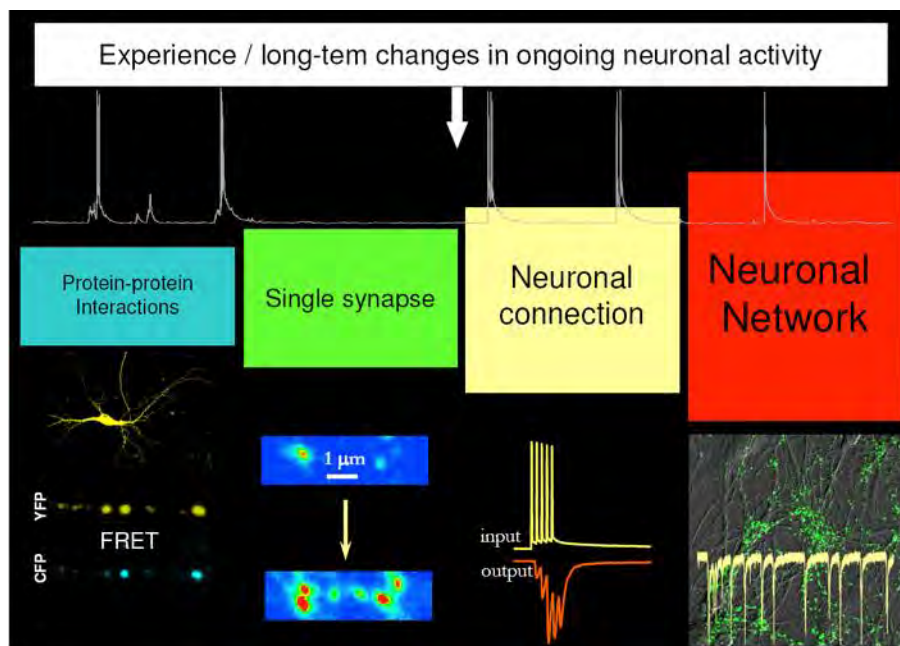 Experience / long-tem changes in ongoing neuronal activity
Protein-protein
Interactions
Single synapse
Neuronal
connection
Neuronal
Network
1 µm
YFP
FRET
CFP
input
output